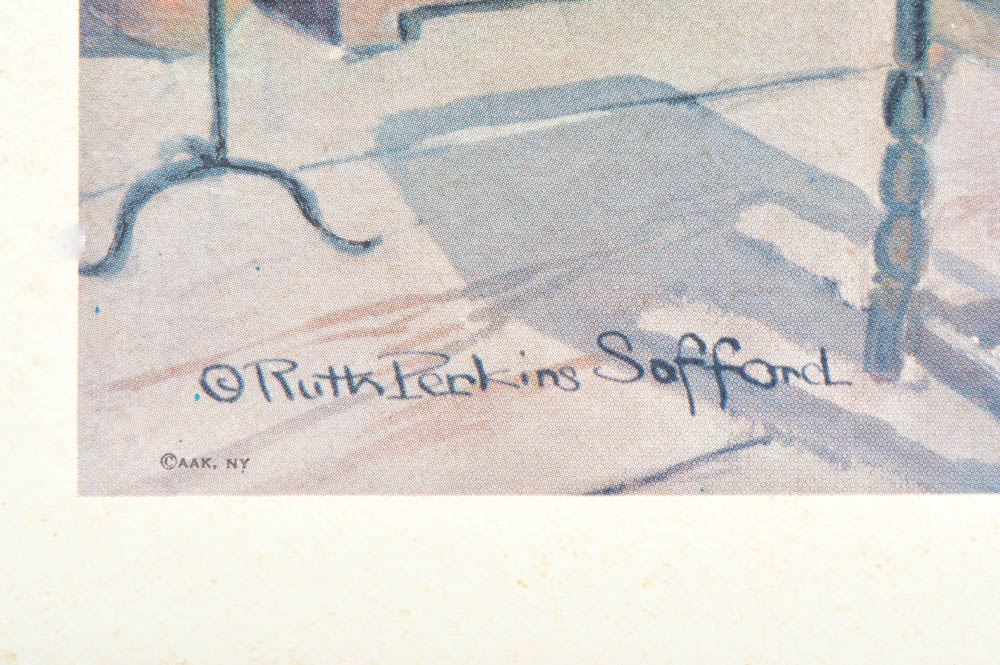 © Ruth Perkins Safford
©AAK, NY